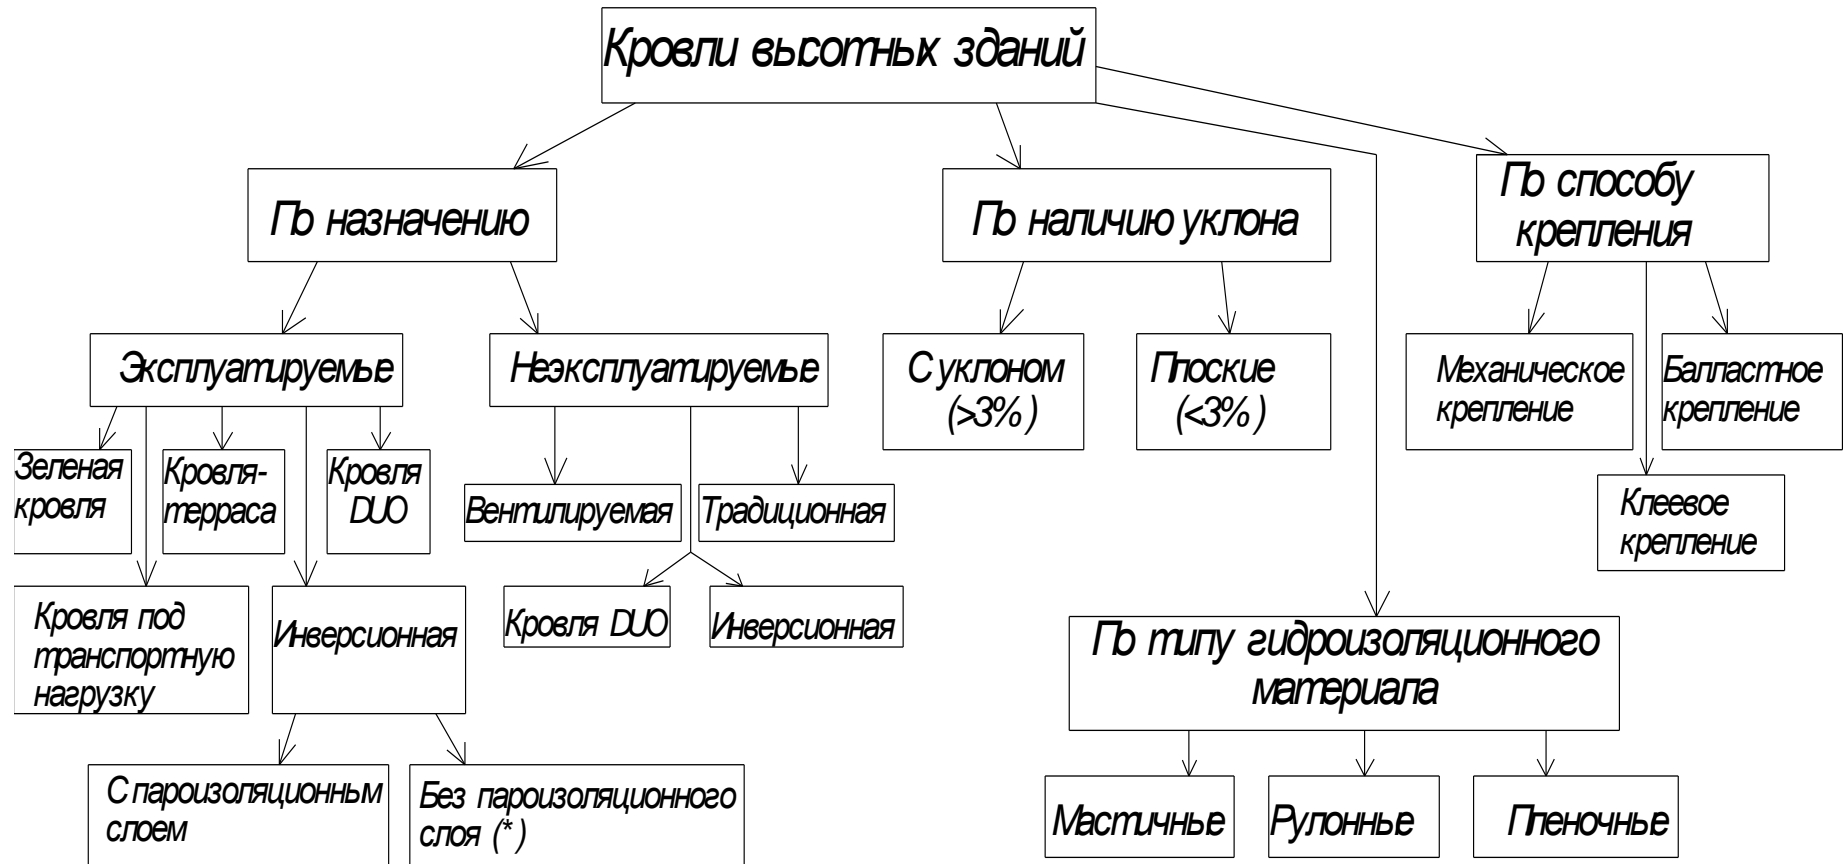 Кровли высотных зданий
По назначению
По наличию уклона
По способу
крепления
Эксплуатируемые
Неэксплуатируемые
С уклоном
(>3%)
Плоские
(<3%)
Механическое
крепление
Балластное
крепление
Зеленая
кровля
Кровля-
терраса
Кровля
DUO
Вентилируемая
Традиционная
Клеевое
крепление
Кровля под
транспортную
нагрузку
Инверсионная
Кровля DUO
Инверсионная
По типу гидроизоляционного
материала
С пароизоляционным
слоем
Без пароизоляционного
слоя (*)
Мастичные
Рулонные
Пленочные